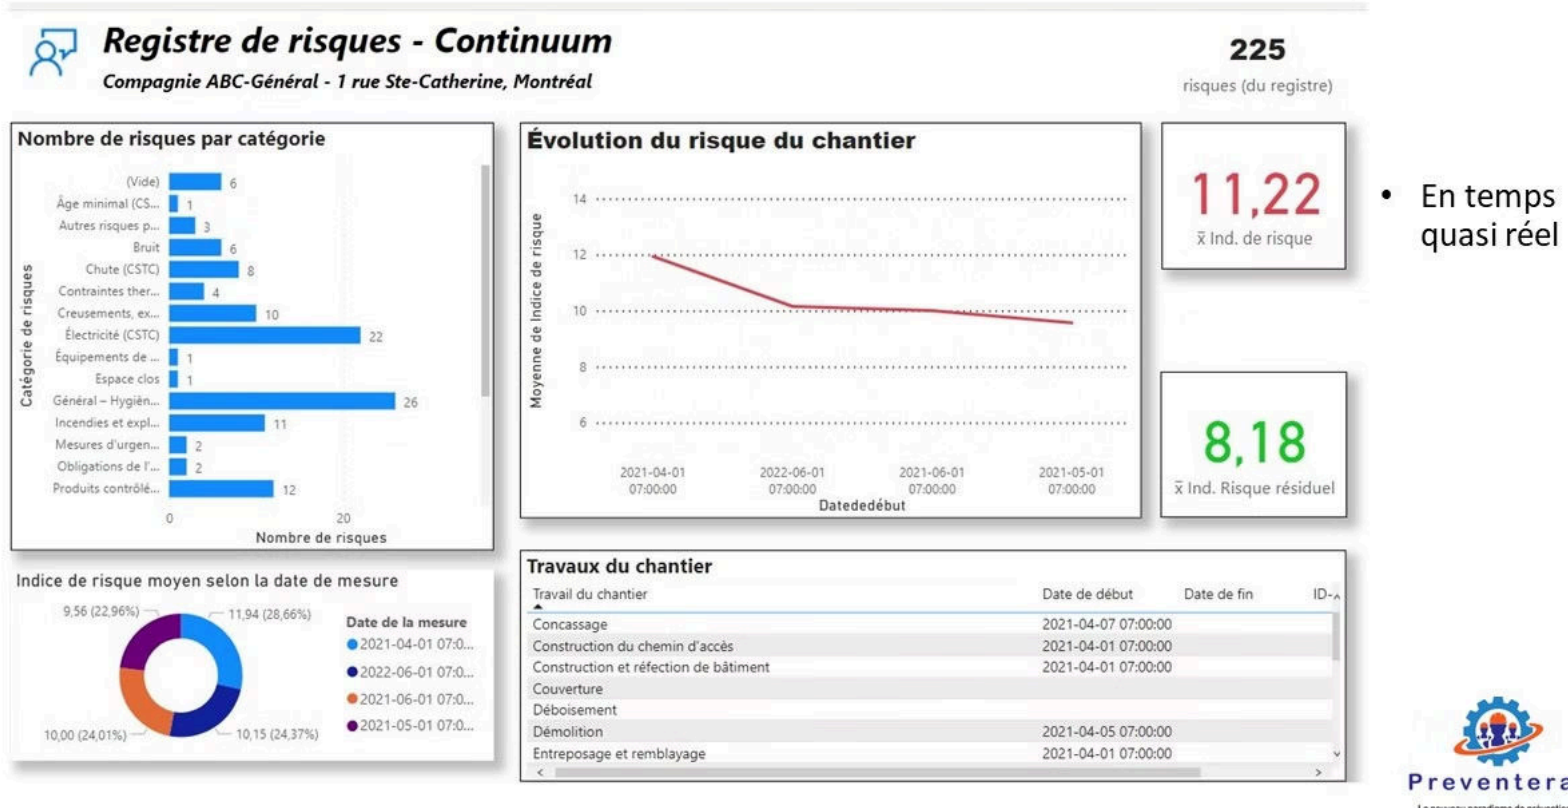 Registre de risques - Continuum
Compagnie ABC-Général - 1 rue Ste-Catherine, Montréal
225
risques (du registre)
Nombre de risques par catégorie
Catégorie de risques
(Vide) 6
Âge minimal (CS... 1
Autres risques p... 3
Bruit 6
Chute (CSTC) 8
Contraintes ther... 4
Creusements, ex... 10
Électricité (CSTC) 22
Équipements de ... 1
Espace clos 1
Général – Hygièn... 26
Incendies et expl... 11
Mesures d'urgen... 2
Obligations de l'... 2
Produits contrôlé... 12
0 20
Nombre de risques
Évolution du risque du chantier
Moyenne de Indice de risque
14
12
10
8
6
2021-04-01 2022-06-01 2021-06-01 2021-05-01
07:00:00 07:00:00 07:00:00 07:00:00
Datededébut
11,22
x̅ Ind. de risque
8,18
x̅ Ind. Risque résiduel
• En temps
quasi réel
Indice de risque moyen selon la date de mesure
9,56 (22,96%)
11,94 (28,66%)
10,00 (24,01%)
10,15 (24,37%)
Date de la mesure
2021-04-01 07:0...
2022-06-01 07:0...
2021-06-01 07:0...
2021-05-01 07:0...
Travaux du chantier
Travail du chantier Date de début Date de fin ID-
Concassage 2021-04-07 07:00:00
Construction du chemin d'accès 2021-04-01 07:00:00
Construction et réfection de bâtiment 2021-04-01 07:00:00
Couverture
Déboisement
Démolition 2021-04-05 07:00:00
Entreposage et remblayage 2021-04-01 07:00:00
Preventera